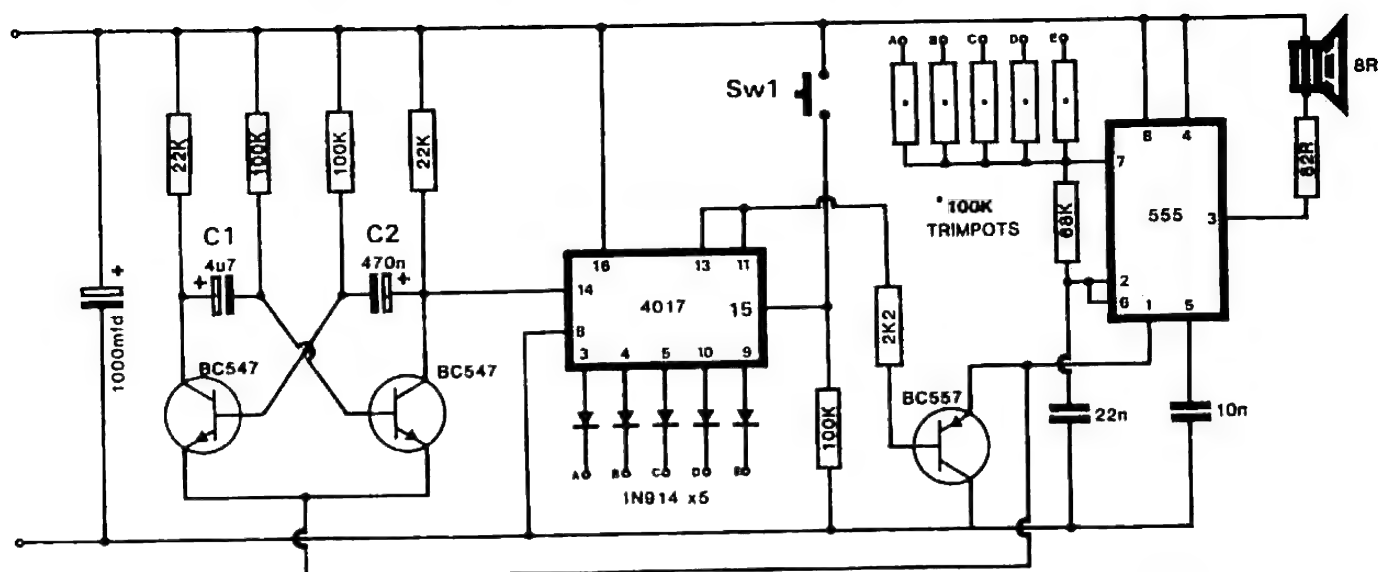 A B C D E
8R
Sw1
22K 100K 100K 22K
8 4
7
62R
C1 C2
4u7 470n
+ + +
* 100K
TRIMPOTS
68K
555
3
16 13 11
14 4017 15
8
3 4 5 10 9
2
6
1 5
1000mfd
BC547 BC547
2K2
BC557
100K
22n
10n
A B C D E
IN914 x5